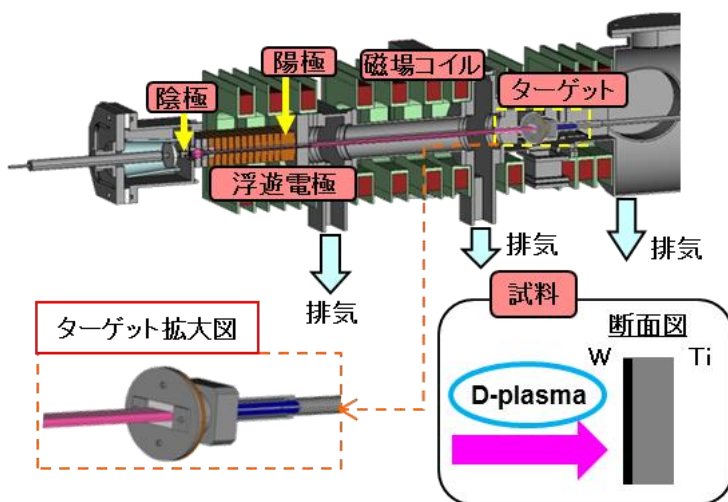 陽極
磁場コイル
陰極
ターゲット
浮遊電極
排気
排気
排気
試料
ターゲット拡大図
断面図
W
Ti
D-plasma